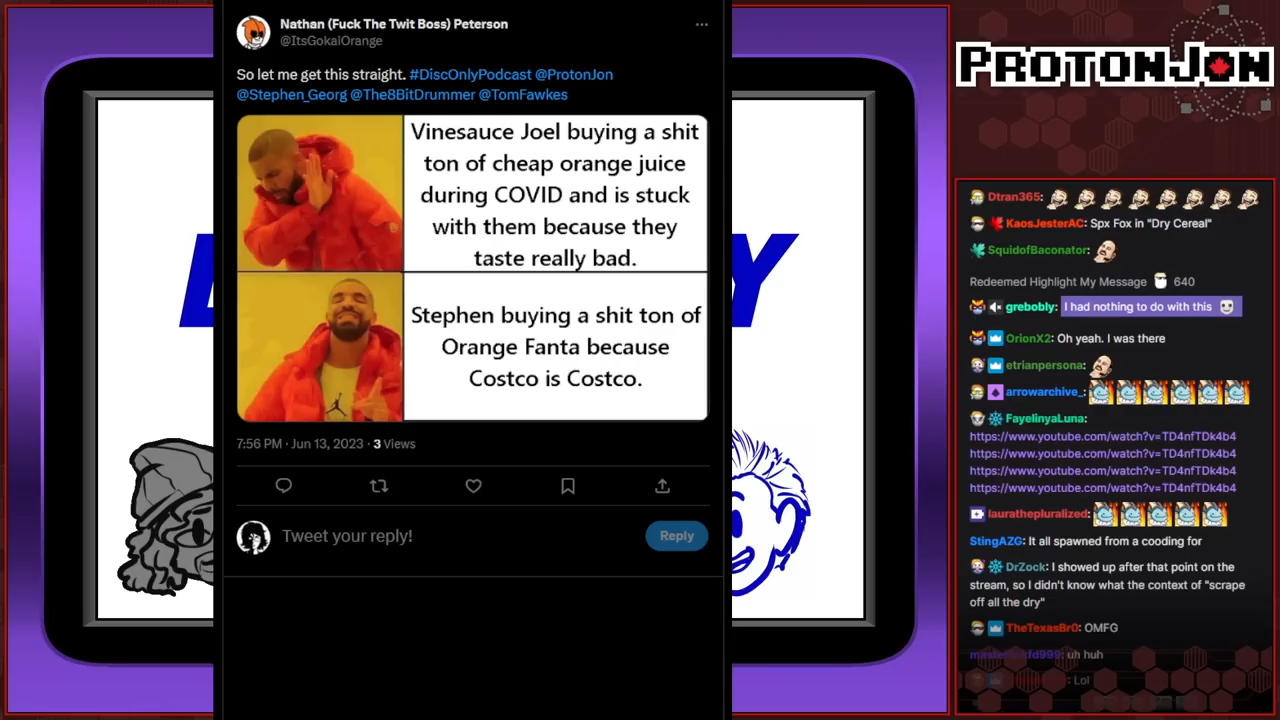 Nathan (Fuck The Twit Boss) Peterson
@ItsGokaiOrange
So let me get this straight. #DiscOnlyPodcast @ProtonJon
@Stephen_Georg @The8BitDrummer @TomFawkes
Vinesauce Joel buying a shit
ton of cheap orange juice
during COVID and is stuck
with them because they
taste really bad.
Stephen buying a shit ton of
Orange Fanta because
Costco is Costco.
7:56 PM · Jun 13, 2023 · 3 Views
Tweet your reply!
Reply
PROTONJON
Dtran365:
KaosJesterAC: Spx Fox in "Dry Cereal"
SquidofBaconator:
Redeemed Highlight My Message 640
grebobly: I had nothing to do with this
OrionX2: Oh yeah. I was there
etrianpersona:
arrowarchive_:
FayelinyaLuna:
https://www.youtube.com/watch?v=TD4nfTDk4b4
https://www.youtube.com/watch?v=TD4nfTDk4b4
https://www.youtube.com/watch?v=TD4nfTDk4b4
https://www.youtube.com/watch?v=TD4nfTDk4b4
laurathepluralized:
StingAZG: It all spawned from a cooding for
DrZock: I showed up after that point on the
stream, so I didn't know what the context of "scrape
off all the dry"
TheTexasBr0: OMFG
uh huh
Lol